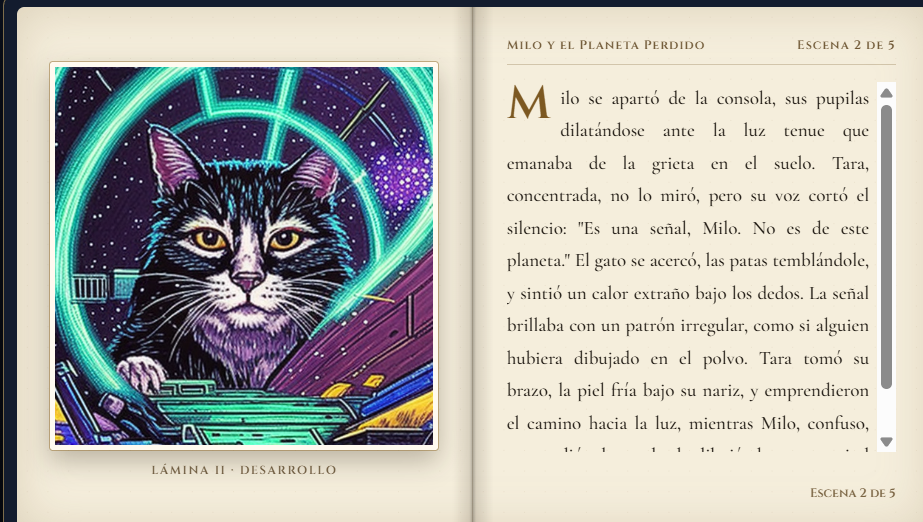 LÁMINA II · DESARROLLO
Milo y el Planeta Perdido
Escena 2 de 5
Milo se apartó de la consola, sus pupilas
dilatándose ante la luz tenue que
emanaba de la grieta en el suelo. Tara,
concentrada, no lo miró, pero su voz cortó el
silencio: "Es una señal, Milo. No es de este
planeta." El gato se acercó, las patas temblándole,
y sintió un calor extraño bajo los dedos. La señal
brillaba con un patrón irregular, como si alguien
hubiera dibujado en el polvo. Tara tomó su
brazo, la piel fría bajo su nariz, y emprendieron
el camino hacia la luz, mientras Milo, confuso,
Escena 2 de 5